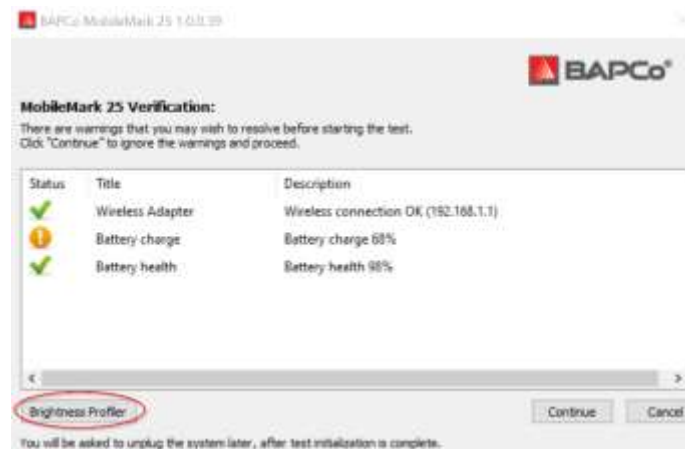 BAPCo MobileMark 25 1.0.0.39
BAPCo®
MobileMark 25 Verification:
There are warnings that you may wish to resolve before starting the test.
Click "Continue" to ignore the warnings and proceed.
Status Title Description
Wireless Adapter Wireless connection OK (192.168.1.1)
Battery charge Battery charge 68%
Battery health Battery health 98%
Brightness Profiler Continue Cancel
You will be asked to unplug the system later, after test initialization is complete.